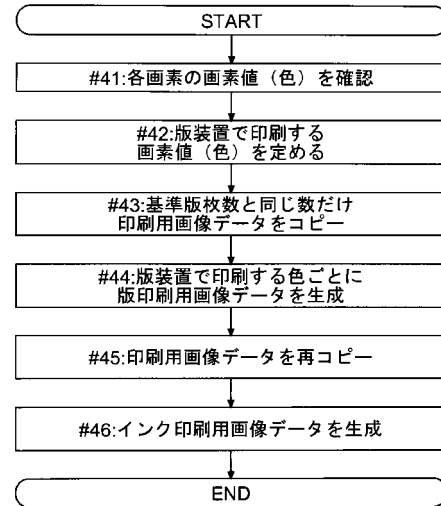 START
#41:各画素の画素値（色）を確認
#42:版装置で印刷する
画素値（色）を定める
#43:基準版枚数と同じ数だけ
印刷用画像データをコピー
#44:版装置で印刷する色ごとに
版印刷用画像データを生成
#45:印刷用画像データを再コピー
#46:インク印刷用画像データを生成
END